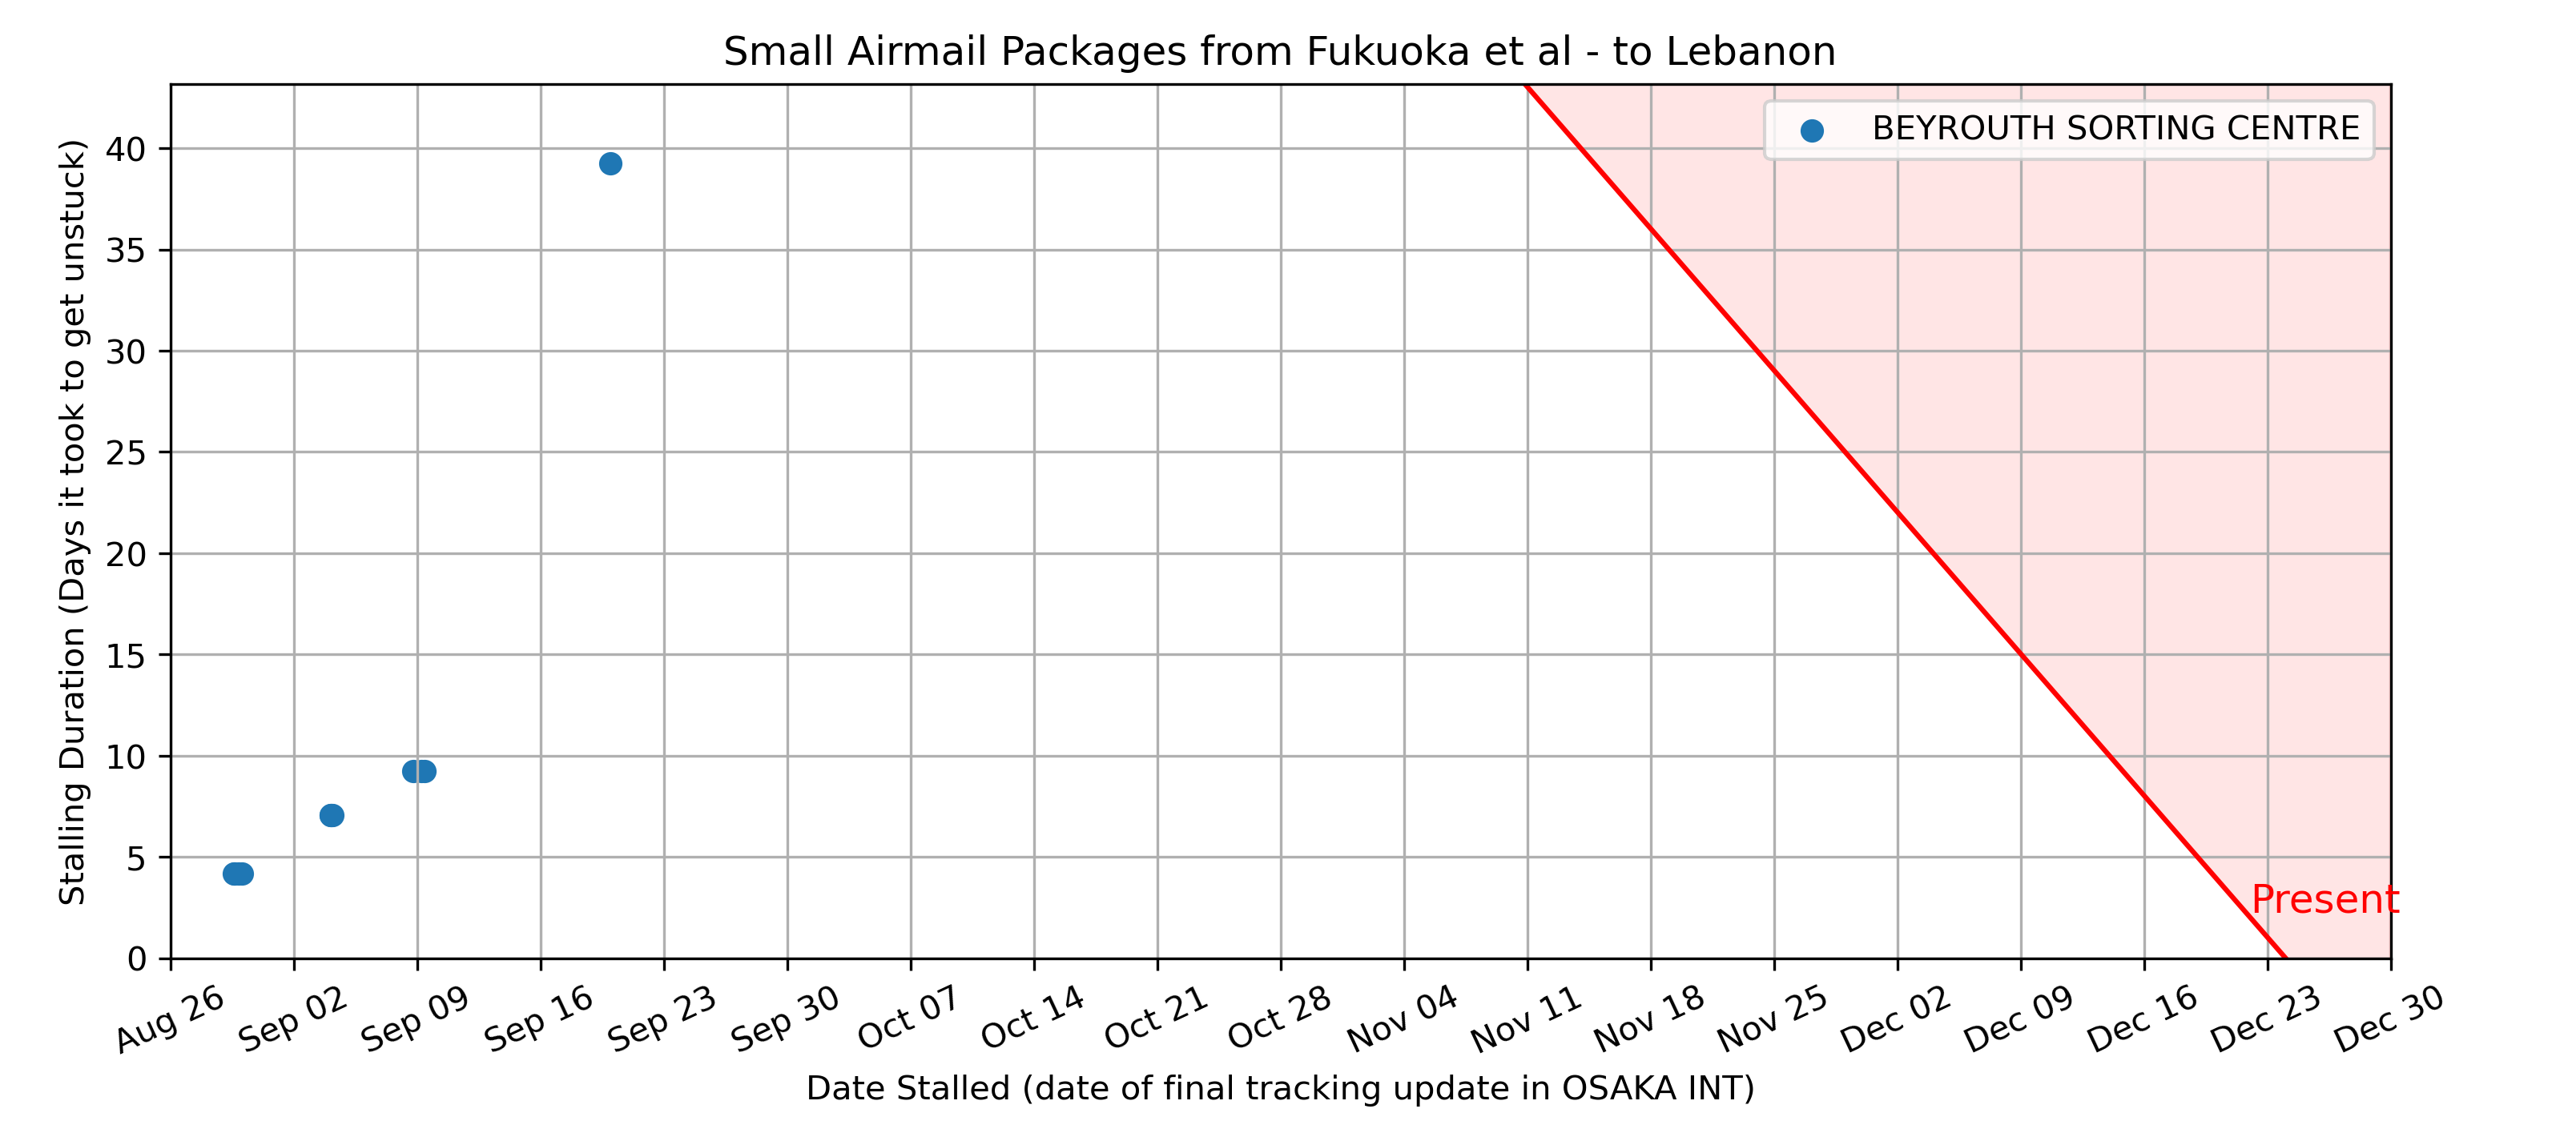 Small Airmail Packages from Fukuoka et al - to Lebanon
BEYROUTH SORTING CENTRE
Stalling Duration (Days it took to get unstuck)
40
35
30
25
20
15
10
5
0
Present
Aug 26
Sep 02
Sep 09
Sep 16
Sep 23
Sep 30
Oct 07
Oct 14
Oct 21
Oct 28
Nov 04
Nov 11
Nov 18
Nov 25
Dec 02
Dec 09
Dec 16
Dec 23
Dec 30
Date Stalled (date of final tracking update in OSAKA INT)